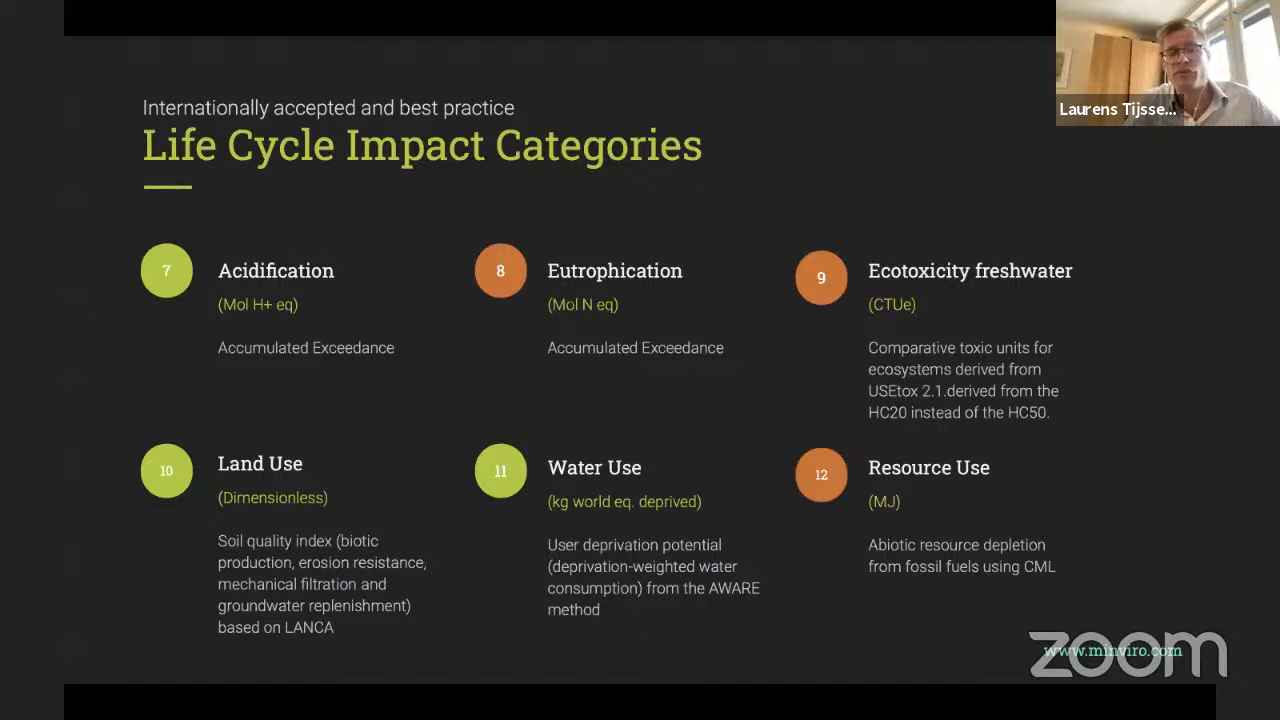 Laurens Tijsse...
Internationally accepted and best practice
Life Cycle Impact Categories
7
Acidification
(Mol H+ eq)
Accumulated Exceedance
8
Eutrophication
(Mol N eq)
Accumulated Exceedance
9
Ecotoxicity freshwater
(CTUe)
Comparative toxic units for
ecosystems derived from
USEtox 2.1.derived from the
HC20 instead of the HC50.
10
Land Use
(Dimensionless)
Soil quality index (biotic
production, erosion resistance,
mechanical filtration and
groundwater replenishment)
based on LANCA
11
Water Use
(kg world eq. deprived)
User deprivation potential
(deprivation-weighted water
consumption) from the AWARE
method
12
Resource Use
(MJ)
Abiotic resource depletion
from fossil fuels using CML
www.minviro.com
zoom